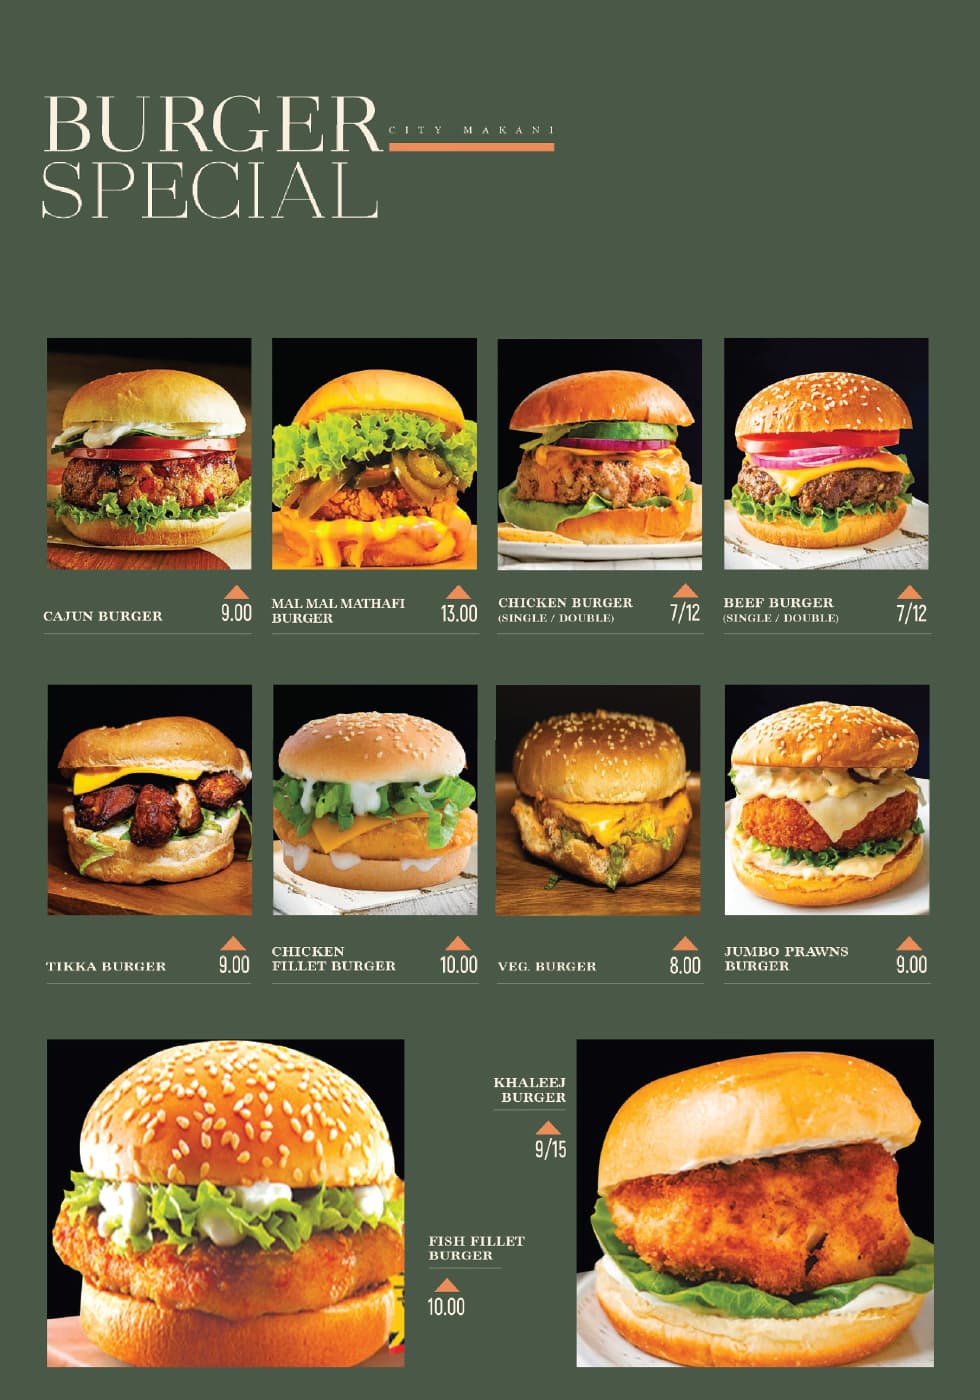 BURGER
CITY MAKANI
SPECIAL
CAJUN BURGER
9.00
MAL MAL MATHAFI
BURGER
13.00
CHICKEN BURGER
(SINGLE / DOUBLE)
7/12
BEEF BURGER
(SINGLE / DOUBLE)
7/12
TIKKA BURGER
9.00
CHICKEN
FILLET BURGER
10.00
VEG. BURGER
8.00
JUMBO PRAWNS
BURGER
9.00
KHALEEJ
BURGER
9/15
FISH FILLET
BURGER
10.00